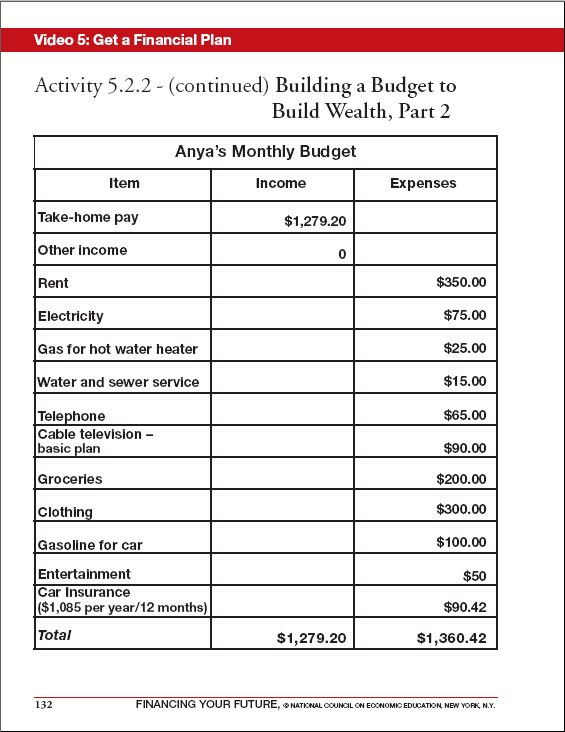 Video 5: Get a Financial Plan
Activity 5.2.2 - (continued) Building a Budget to
Build Wealth, Part 2
Anya's Monthly Budget
Item Income Expenses
Take-home pay $1,279.20
Other income 0
Rent $350.00
Electricity $75.00
Gas for hot water heater $25.00
Water and sewer service $15.00
Telephone $65.00
Cable television –
basic plan $90.00
Groceries $200.00
Clothing $300.00
Gasoline for car $100.00
Entertainment $50
Car Insurance
($1,085 per year/12 months) $90.42
Total $1,279.20 $1,360.42
132 FINANCING YOUR FUTURE, © NATIONAL COUNCIL ON ECONOMIC EDUCATION, NEW YORK, N.Y.